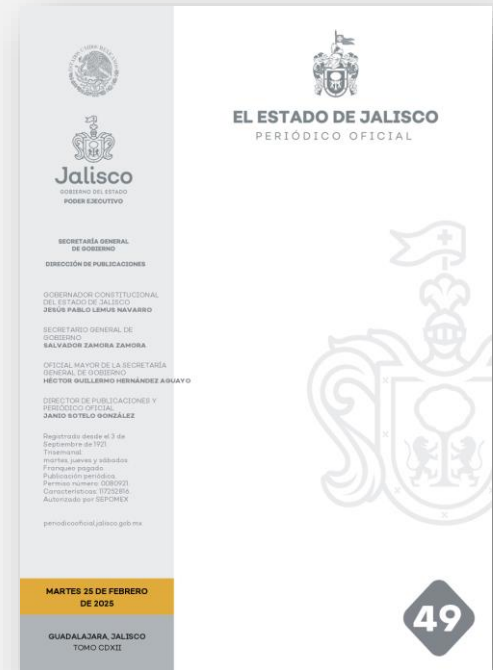 Jalisco
GOBIERNO DEL ESTADO
PODER EJECUTIVO
SECRETARÍA GENERAL
DE GOBIERNO
DIRECCIÓN DE PUBLICACIONES
GOBERNADOR CONSTITUCIONAL
DEL ESTADO DE JALISCO
JESÚS PABLO LEMUS NAVARRO
SECRETARIO GENERAL DE
GOBIERNO
SALVADOR ZAMORA ZAMORA
OFICIAL MAYOR DE LA SECRETARÍA
GENERAL DE GOBIERNO
HÉCTOR GUILLERMO HERNÁNDEZ AGUAYO
DIRECTOR DE PUBLICACIONES Y
PERIÓDICO OFICIAL
JANIO SOTELO GONZÁLEZ
Registrado desde el 3 de
Septiembre de 1921.
Trisemanal:
martes, jueves y sábados.
Franqueo pagado.
Publicación periódica.
Permiso número: 0080921.
Características: 117252816.
Autorizado por SEPOMEX.
periodicooficial.jalisco.gob.mx
MARTES 25 DE FEBRERO
DE 2025
GUADALAJARA, JALISCO
TOMO CDXII
EL ESTADO DE JALISCO
PERIÓDICO OFICIAL
49